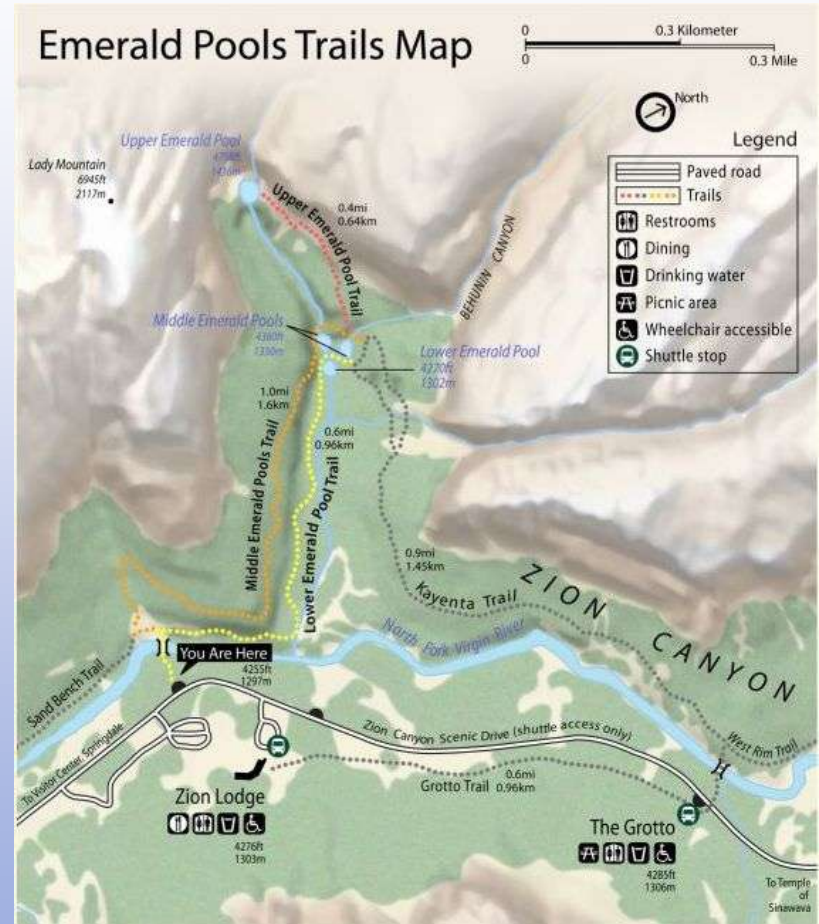 Emerald Pools Trails Map
0
0.3 Kilometer
0
0.3 Mile
North
Legend
Paved road
Trails
Restrooms
Dining
Drinking water
Picnic area
Wheelchair accessible
Shuttle stop
Upper Emerald Pool
Lady Mountain
6945ft
2117m
Upper Emerald Pool Trail
0.4mi
0.64km
BEHUNIN CANYON
Middle Emerald Pools
Lower Emerald Pool
4270ft
1302m
1.0mi
1.6km
0.6mi
0.96km
Middle Emerald Pools Trail
Lower Emerald Pool Trail
0.9mi
1.45km
Kayenta Trail
ZION
CANYON
North Fork Virgin River
You Are Here
4255ft
1297m
Sand Bench Trail
West Rim Trail
Zion Canyon Scenic Drive (shuttle access only)
To Visitor Center, Springdale
Grotto Trail
0.6mi
0.96km
Zion Lodge
4276ft
1303m
The Grotto
4285ft
1306m
To Temple
of
Sinawava